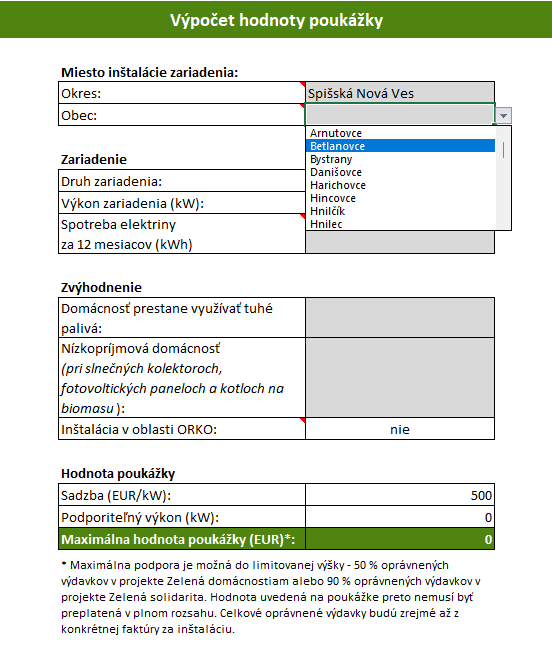 Výpočet hodnoty poukážky
Miesto inštalácie zariadenia:
Okres: Spišská Nová Ves
Obec:
Arnutovce
Betlanovce
Bystrany
Danišovce
Harichovce
Hincovce
Hnilčík
Hnilec
Zariadenie
Druh zariadenia:
Výkon zariadenia (kW):
Spotreba elektriny
za 12 mesiacov (kWh)
Zvýhodnenie
Domácnosť prestane využívať tuhé
palivá:
Nízkopríjmová domácnosť
(pri slnečných kolektoroch,
fotovoltických paneloch a kotloch na
biomasu ):
Inštalácia v oblasti ORKO: nie
Hodnota poukážky
Sadzba (EUR/kW): 500
Podporiteľný výkon (kW): 0
Maximálna hodnota poukážky (EUR)*: 0
* Maximálna podpora je možná do limitovanej výšky - 50 % oprávnených
výdavkov v projekte Zelená domácnostiam alebo 90 % oprávnených výdavkov v
projekte Zelená solidarita. Hodnota uvedená na poukážke preto nemusí byť
preplatená v plnom rozsahu. Celkové oprávnené výdavky budú zrejmé až z
konkrétnej faktúry za inštaláciu.